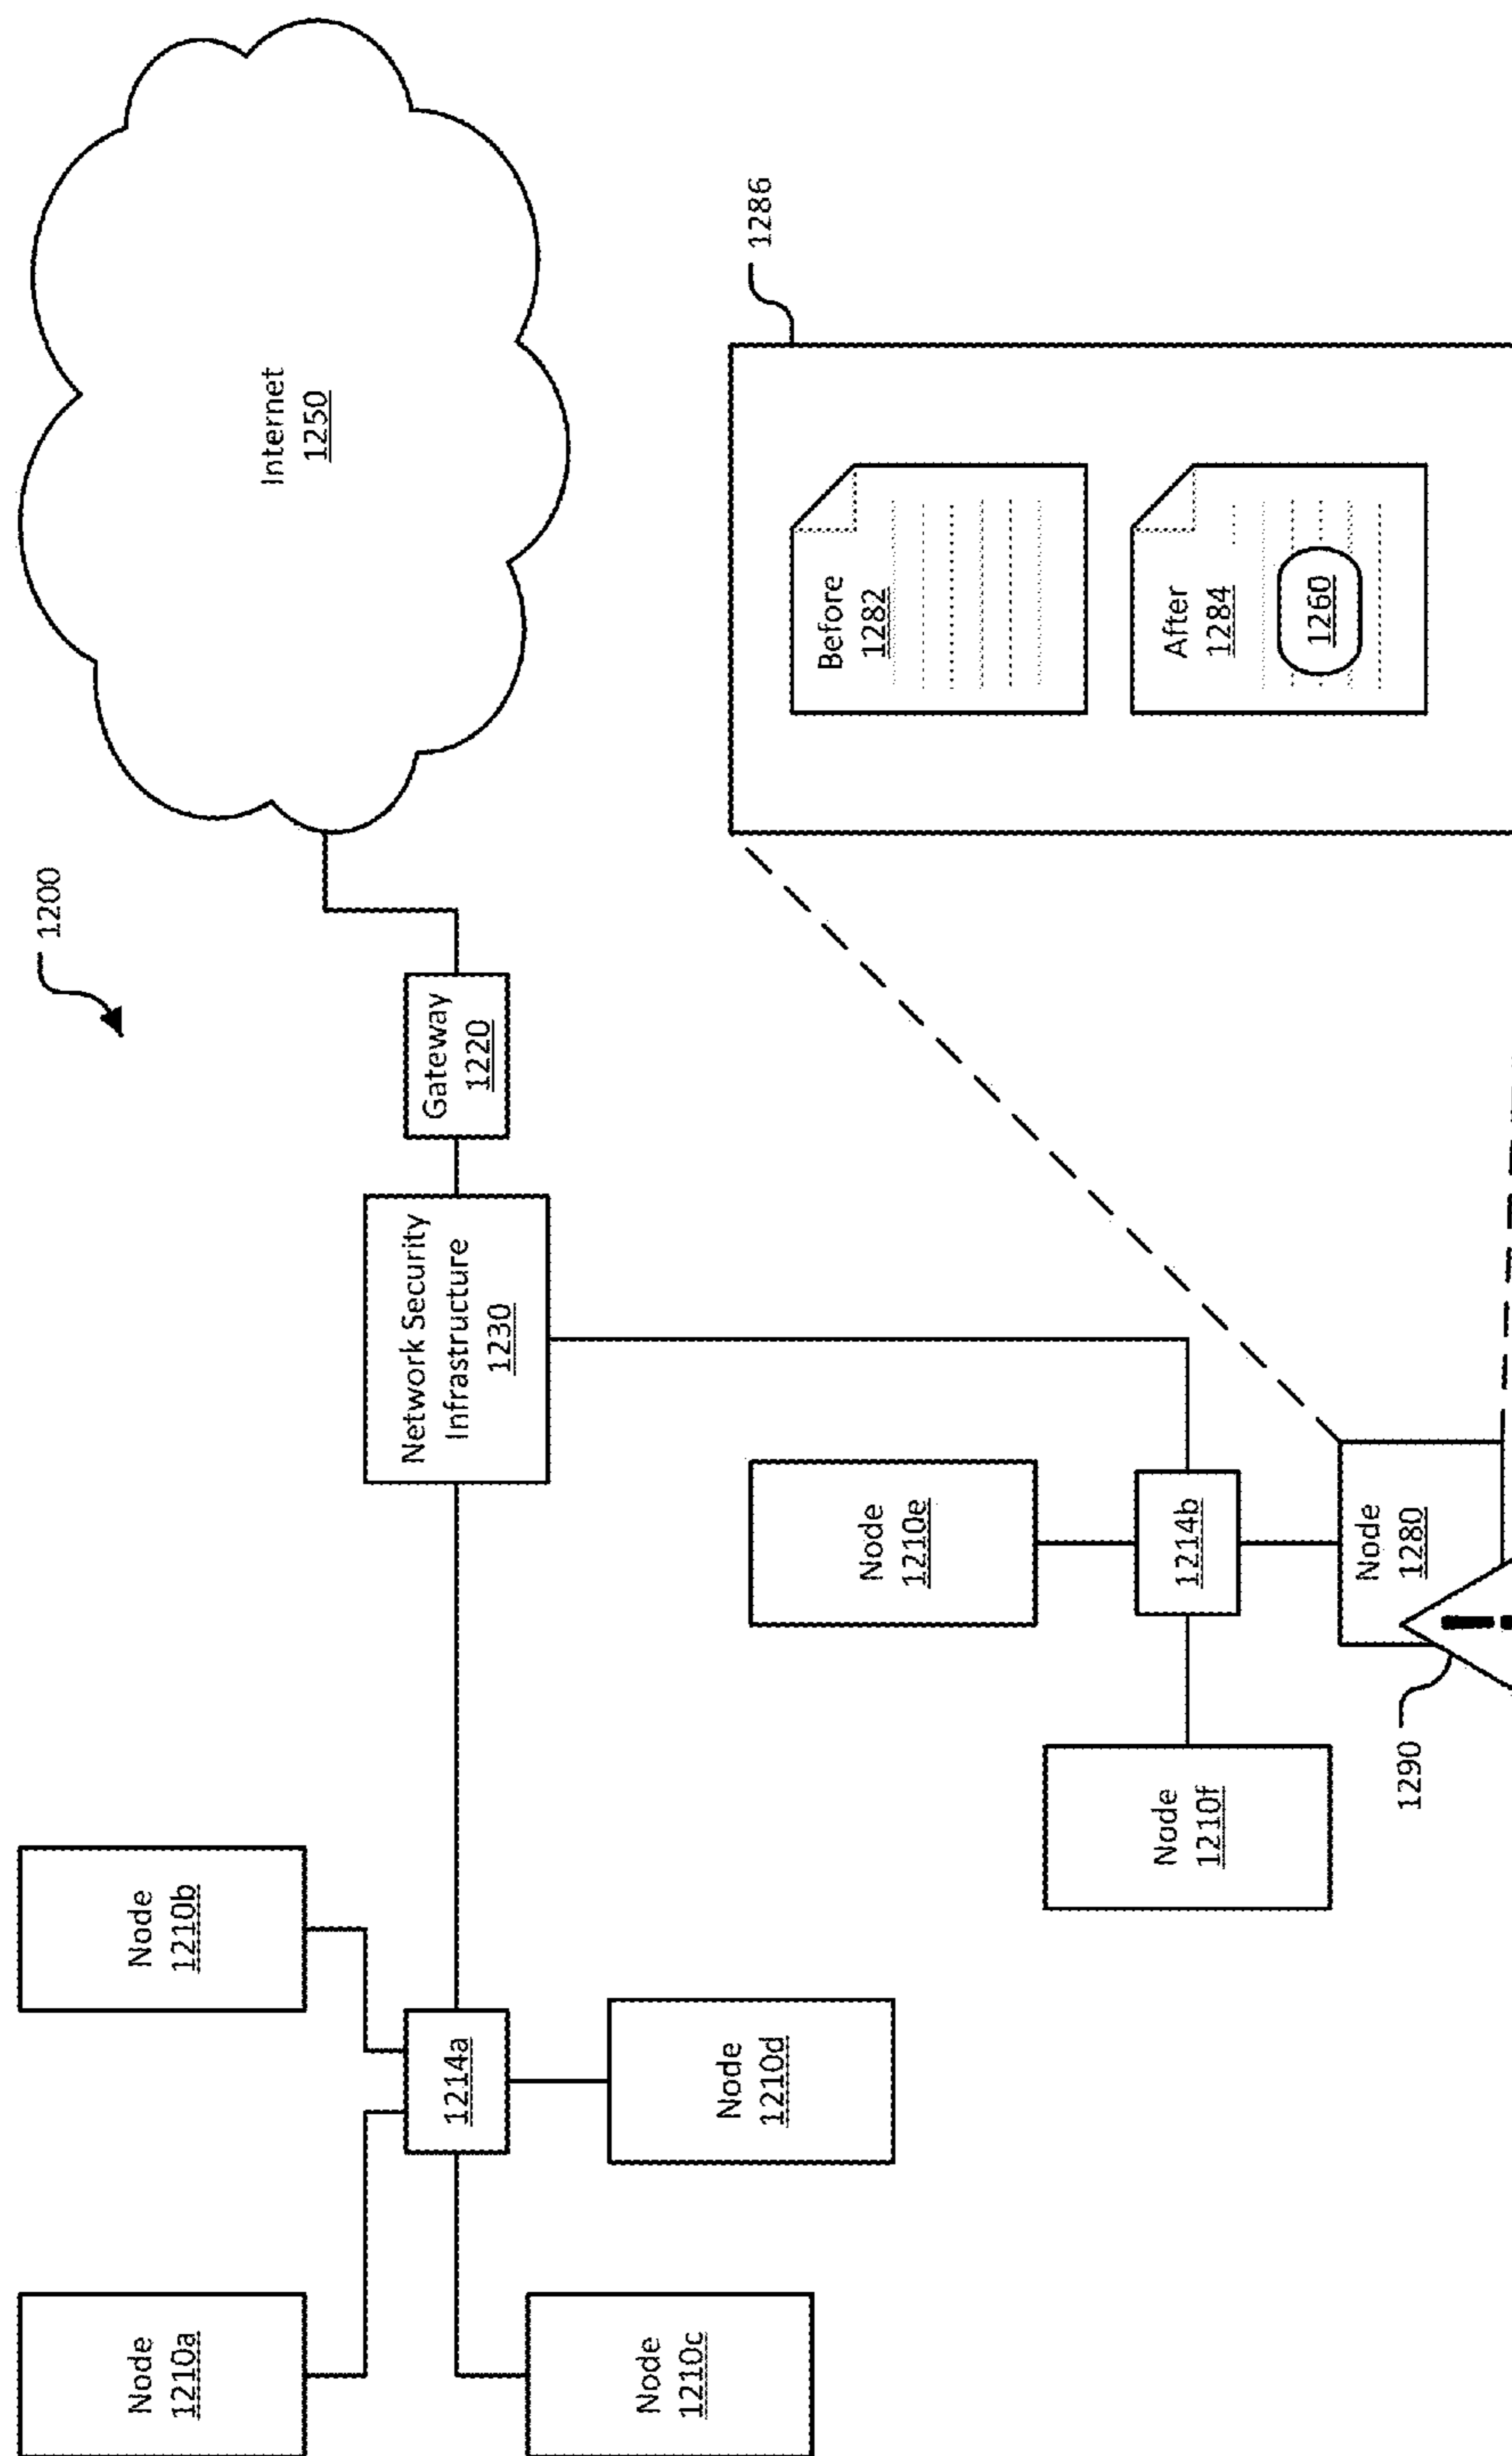 1200
Internet
1250
Gateway
1220
Network Security
Infrastructure
1230
Node
1210a
Node
1210b
1214a
Node
1210c
Node
1210d
Node
1210e
1214b
Node
1210f
Node
1280
1290
!
1286
Before
1282
After
1284
1260